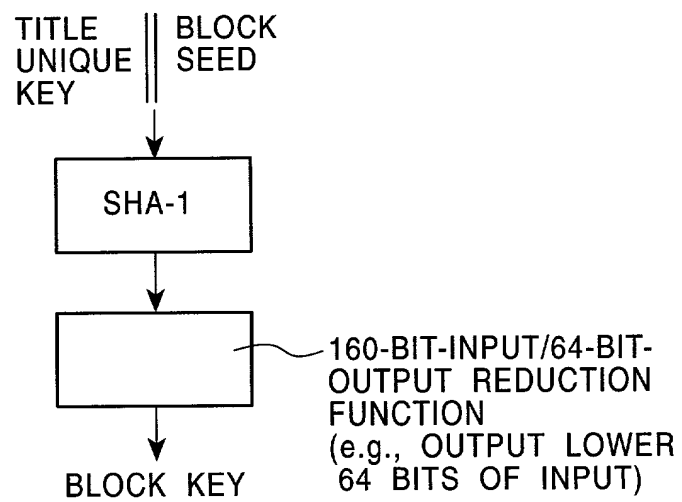 TITLE
UNIQUE
KEY
BLOCK
SEED
SHA-1
160-BIT-INPUT/64-BIT-
OUTPUT REDUCTION
FUNCTION
(e.g., OUTPUT LOWER
64 BITS OF INPUT)
BLOCK KEY